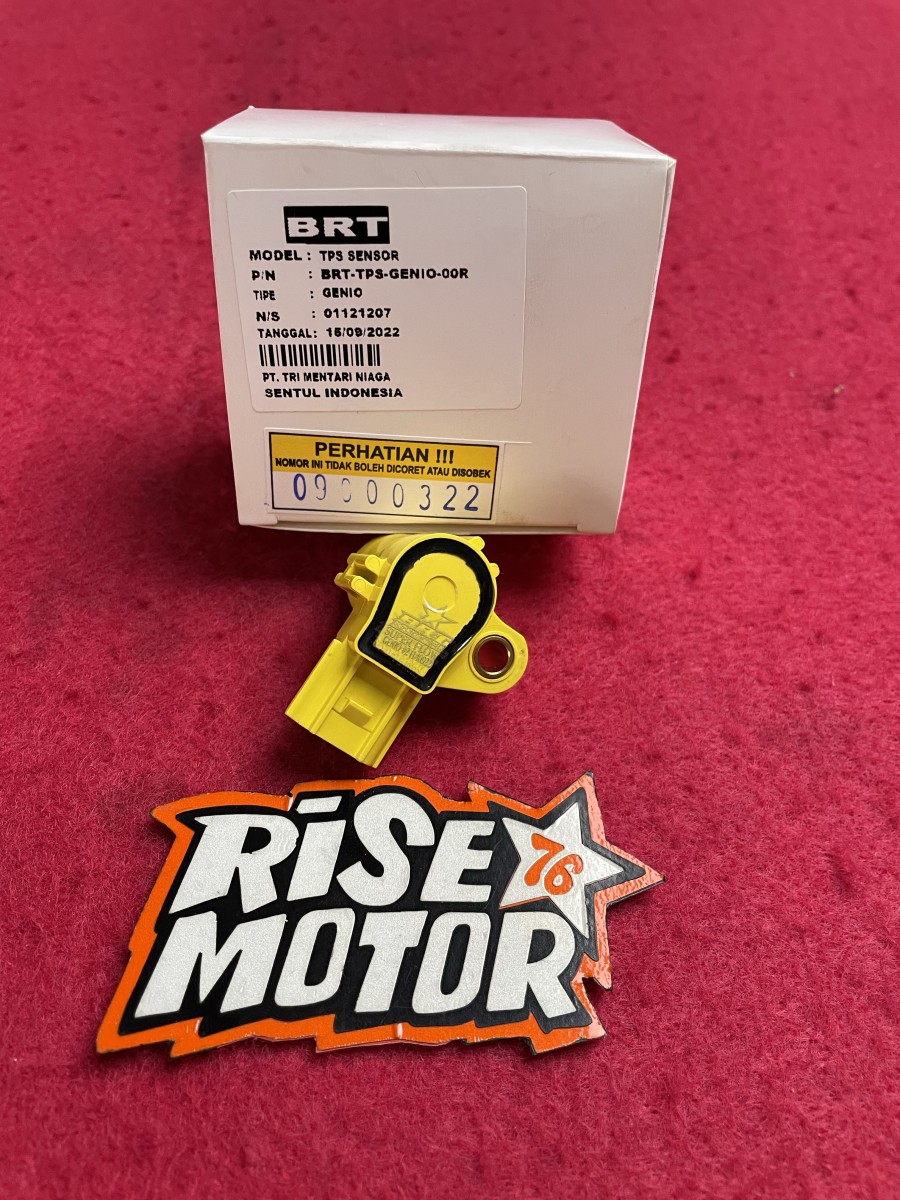 BRT
MODEL : TPS SENSOR
P/N : BRT-TPS-GENIO-00R
TIPE : GENIO
N/S : 01121207
TANGGAL: 15/09/2022
PT. TRI MENTARI NIAGA
SENTUL INDONESIA
PERHATIAN !!!
NOMOR INI TIDAK BOLEH DICORET ATAU DISOBEK
09000322
RiSE
76
MOTOR